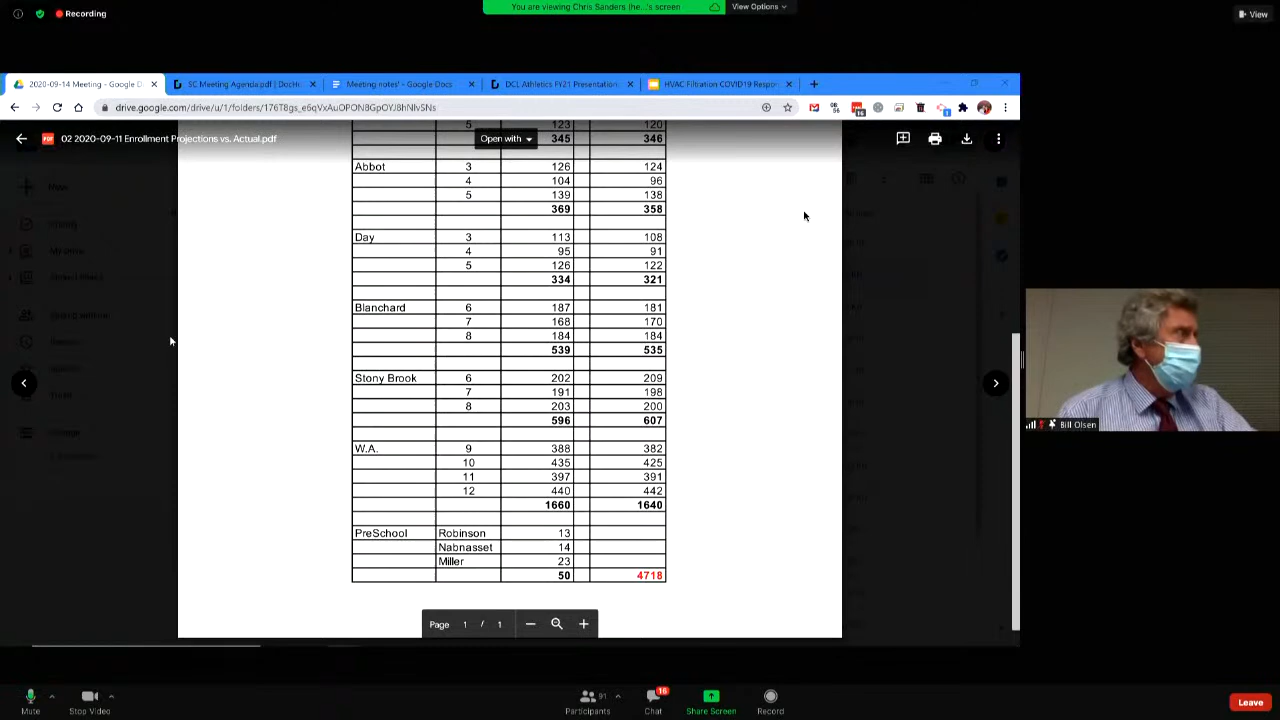 Recording
You are viewing Chris Sanders (he...'s screen
View Options
View
2020-09-14 Meeting - Google D
SC Meeting Agenda.pdf | DocHu
Meeting notes' - Google Docs
DCL Athletics FY21 Presentation
HVAC Filtration COVID19 Respo
drive.google.com/drive/u/1/folders/176T8gs_e6qVxAuOPON8GpOYJ8hNlvSNs
02 2020-09-11 Enrollment Projections vs. Actual.pdf
Open with
5 123 120
345 346
Abbot 3 126 124
4 104 96
5 139 138
369 358
Day 3 113 108
4 95 91
5 126 122
334 321
Blanchard 6 187 181
7 168 170
8 184 184
539 535
Stony Brook 6 202 209
7 191 198
8 203 200
596 607
W.A. 9 388 382
10 435 425
11 397 391
12 440 442
1660 1640
PreSchool Robinson 13
Nabnasset 14
Miller 23
50 4718
Page 1 / 1
Bill Olsen
Mute
Stop Video
Participants 91
Chat 16
Share Screen
Record
Leave